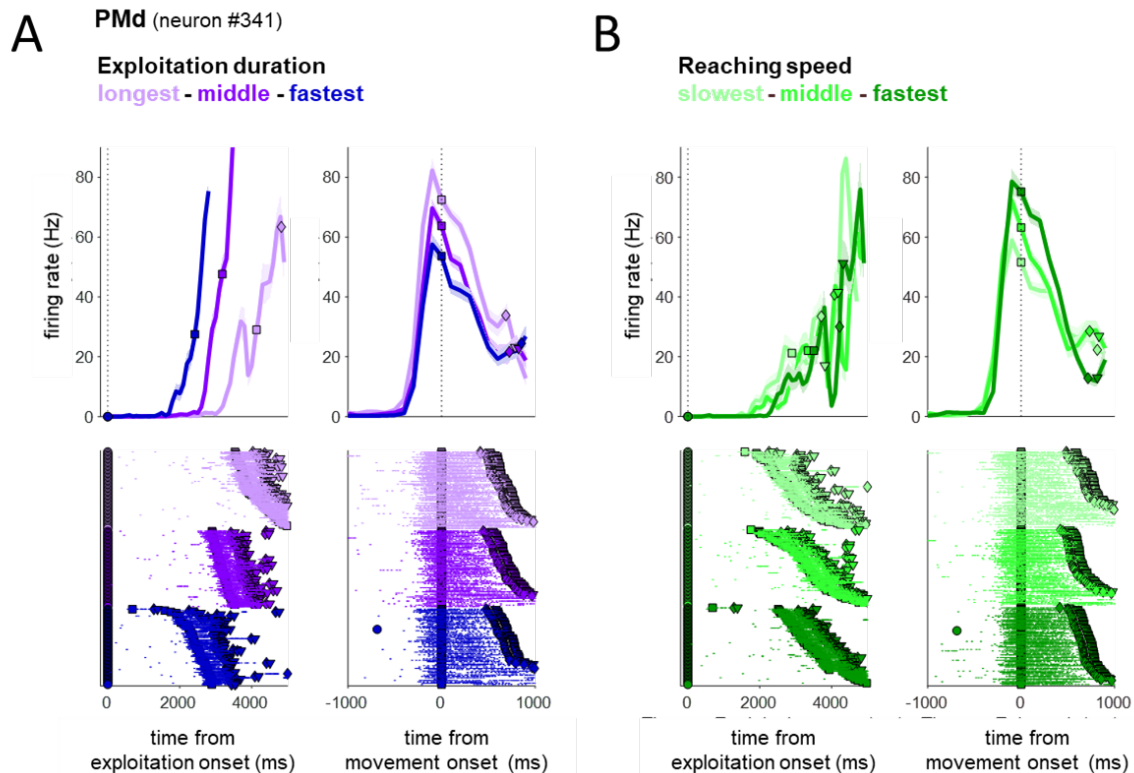 A
PMd (neuron #341)
Exploitation duration
longest - middle - fastest
B
Reaching speed
slowest - middle - fastest
firing rate (Hz)
80
60
40
20
0
80
60
40
20
0
0 2000 4000
-1000 0 1000
time from
exploitation onset (ms)
time from
movement onset (ms)
firing rate (Hz)
80
60
40
20
0
80
60
40
20
0
0 2000 4000
-1000 0 1000
time from
exploitation onset (ms)
time from
movement onset (ms)